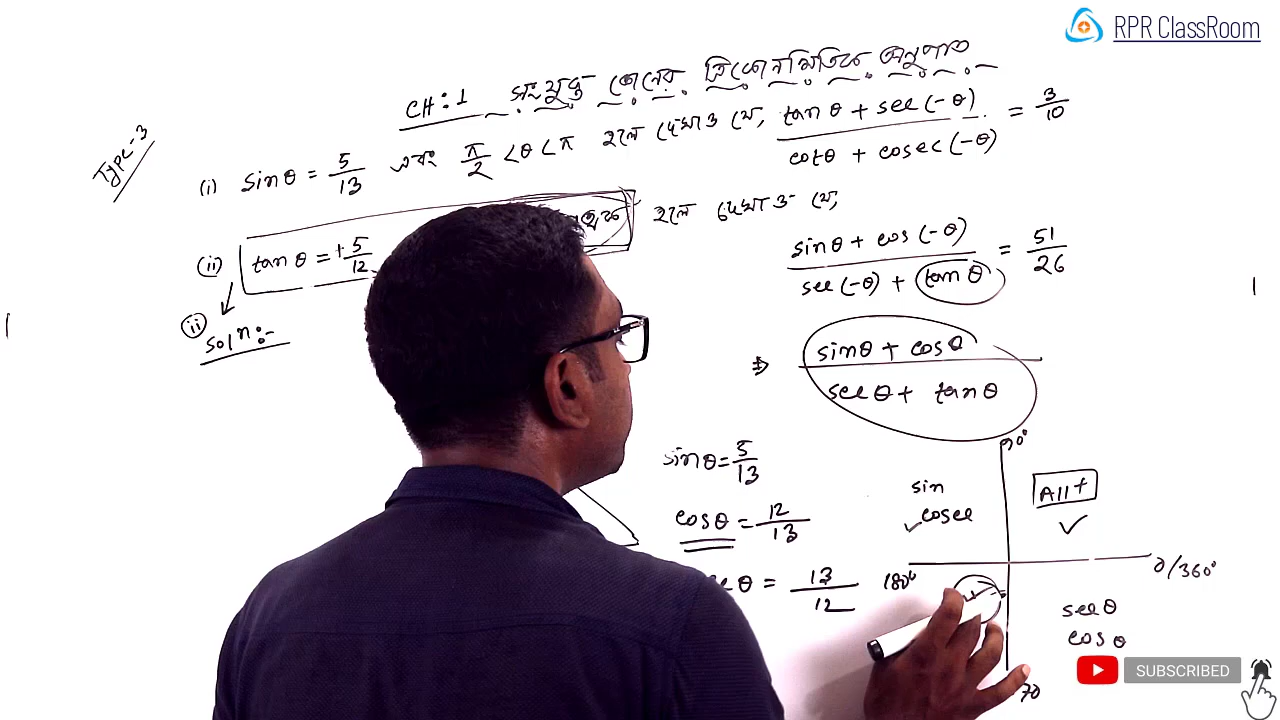 RPR ClassRoom
CH: 1 সংযুক্ত কোণের ত্রিকোণমিতিক অনুপাত
Type-3
(i) sinθ = 5/13 এবং π/2 <θ<π হলে দেখাও যে, (tanθ + sec(-θ))/(cotθ + cosec(-θ)) = 3/10
(ii) tanθ = +5/12 হলে দেখাও যে,
(sinθ + cos(-θ))/(sec(-θ) + tanθ) = 51/26
(ii) Solⁿ:-
⇒ (sinθ + cosθ)/(secθ + tanθ)
sinθ = 5/13
cosθ = 12/13
θ = 13/12
90°
sin
cosec
All +
180°
0/360°
secθ
cosθ
70
SUBSCRIBED